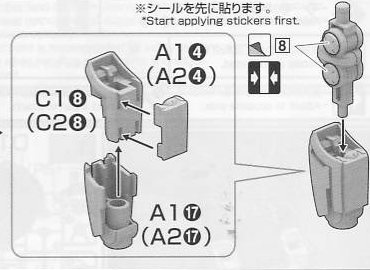 ※シールを先に貼ります。
*Start applying stickers first.
8
A1❹
(A2❹)
C1❽
(C2❽)
A1⓱
(A2⓱)